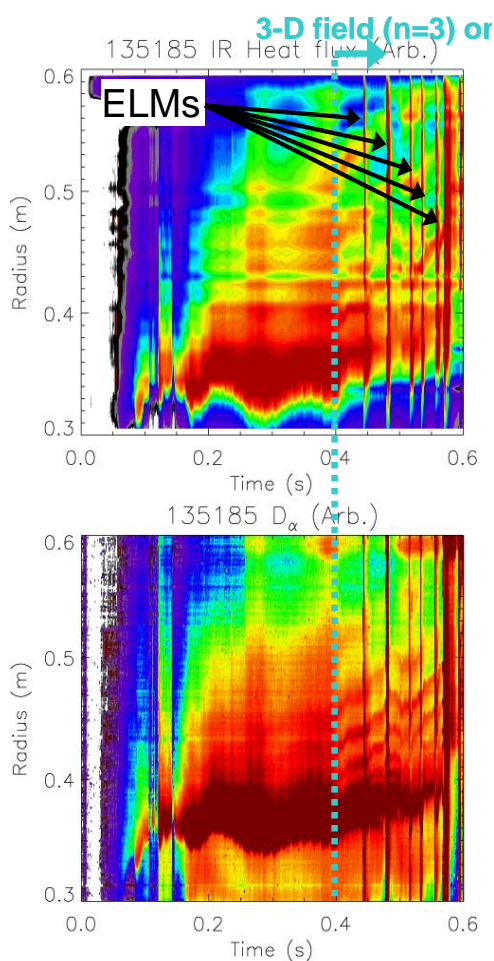 3-D field (n=3) on
135185 IR Heat flux (Arb.)
ELMs
0.6
0.5
0.4
0.3
Radius (m)
0.0 0.2 0.4 0.6
Time (s)
135185 Dα (Arb.)
0.6
0.5
0.4
0.3
Radius (m)
0.0 0.2 0.4 0.6
Time (s)